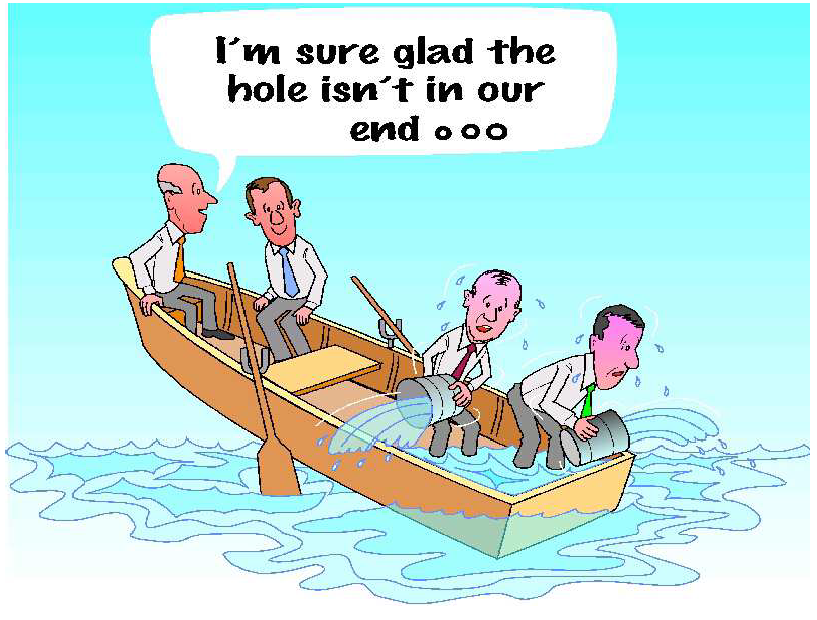 I´m sure glad the
hole isn´t in our
end ...